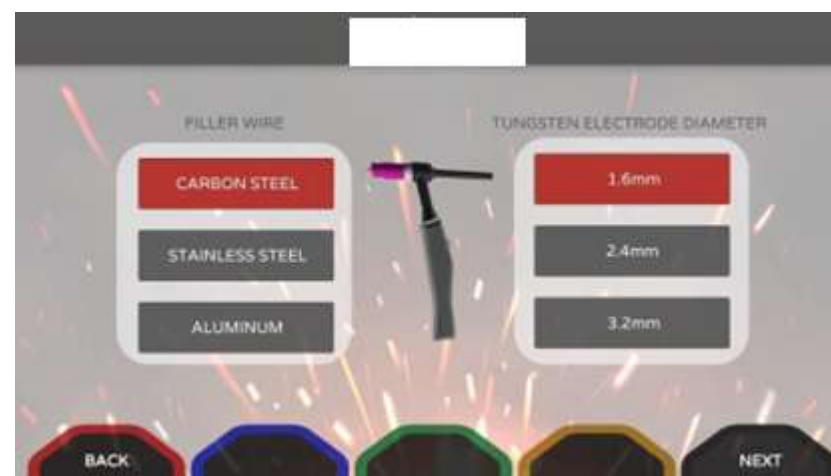 FILLER WIRE
CARBON STEEL
STAINLESS STEEL
ALUMINUM
TUNGSTEN ELECTRODE DIAMETER
1.6mm
2.4mm
3.2mm
BACK
NEXT